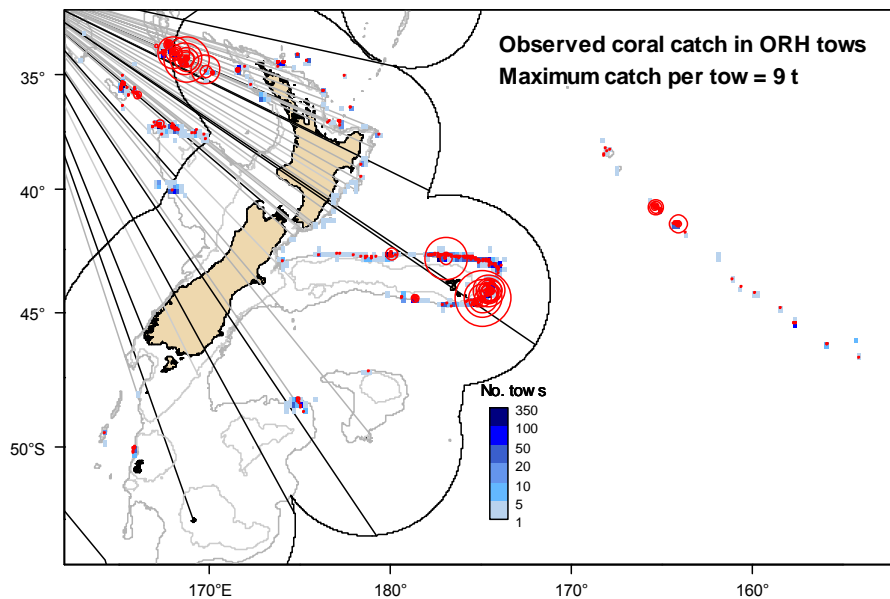 Observed coral catch in ORH tows
Maximum catch per tow = 9 t
35°
40°
45°
50°S
No. tows
350
100
50
20
10
5
1
170°E
180°
170°
160°